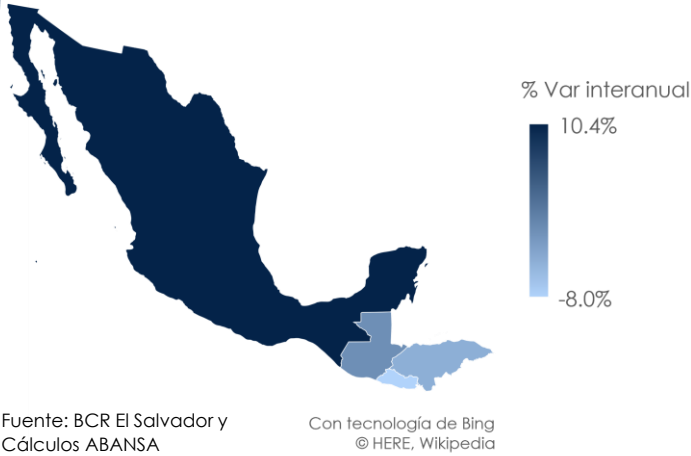 % Var interanual
10.4%
-8.0%
Fuente: BCR El Salvador y
Cálculos ABANSA
Con tecnología de Bing
© HERE, Wikipedia